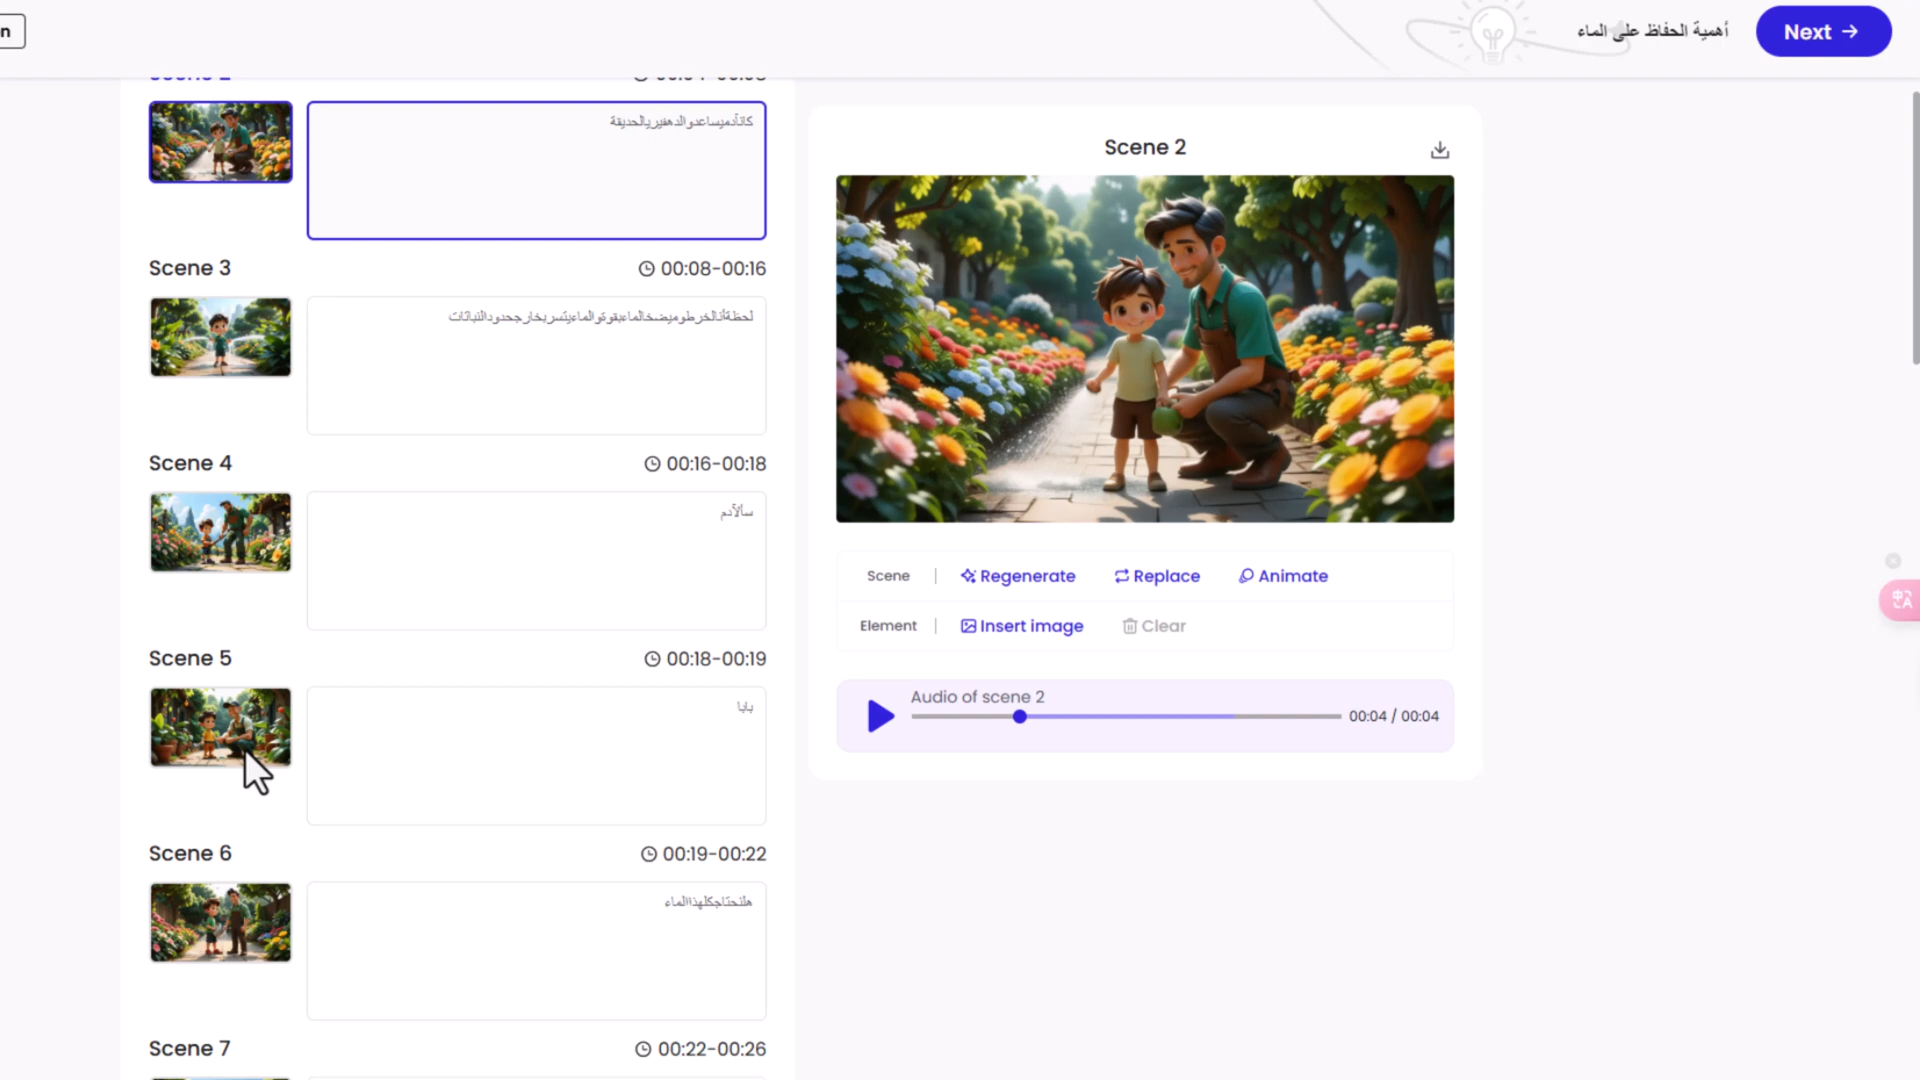 n
أهمية الحفاظ على الماء
Next →
Scene 3
00:08-00:16
لحظةأنالخرطوميضخالماءبقوةوالماءيتسربخارجحدودالنباتات
Scene 4
00:16-00:18
سألآدم
Scene 5
00:18-00:19
بابا
Scene 6
00:19-00:22
هلنحتاجكلهذاالماء
Scene 7
00:22-00:26
Scene 2
Scene | Regenerate Replace Animate
Element | Insert image Clear
Audio of scene 2
00:04 / 00:04